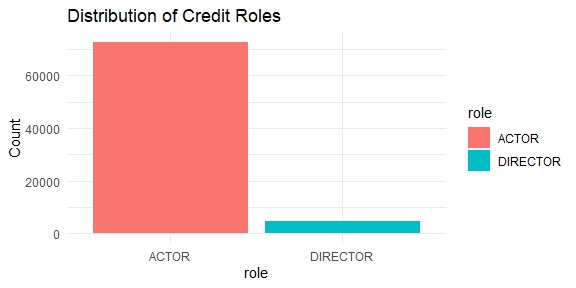 Distribution of Credit Roles
Count
60000
40000
20000
0
ACTOR
DIRECTOR
role
role
ACTOR
DIRECTOR